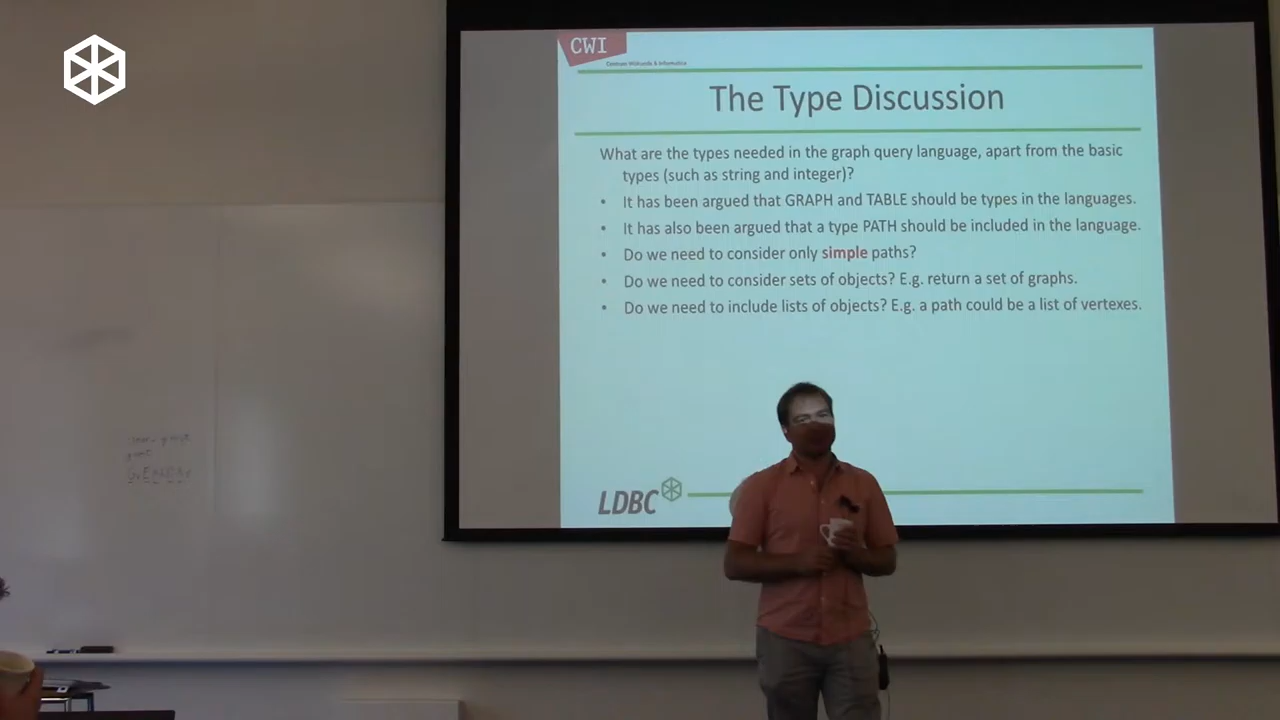 CWI
Centrum Wiskunde & Informatica
The Type Discussion
What are the types needed in the graph query language, apart from the basic
types (such as string and integer)?
• It has been argued that GRAPH and TABLE should be types in the languages.
• It has also been argued that a type PATH should be included in the language.
• Do we need to consider only simple paths?
• Do we need to consider sets of objects? E.g. return a set of graphs.
• Do we need to include lists of objects? E.g. a path could be a list of vertexes.
LDBC